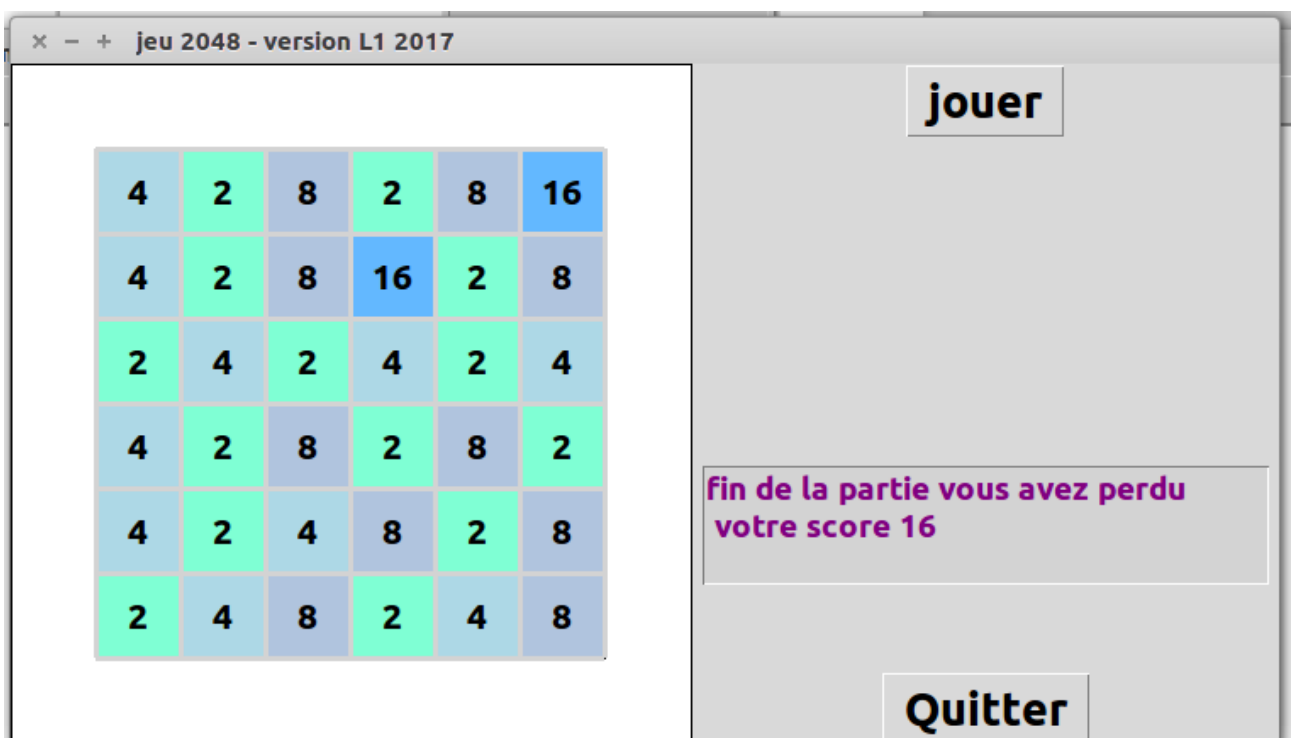 jeu 2048 - version L1 2017
jouer
4 2 8 2 8 16
4 2 8 16 2 8
2 4 2 4 2 4
4 2 8 2 8 2
4 2 4 8 2 8
2 4 8 2 4 8
fin de la partie vous avez perdu
votre score 16
Quitter